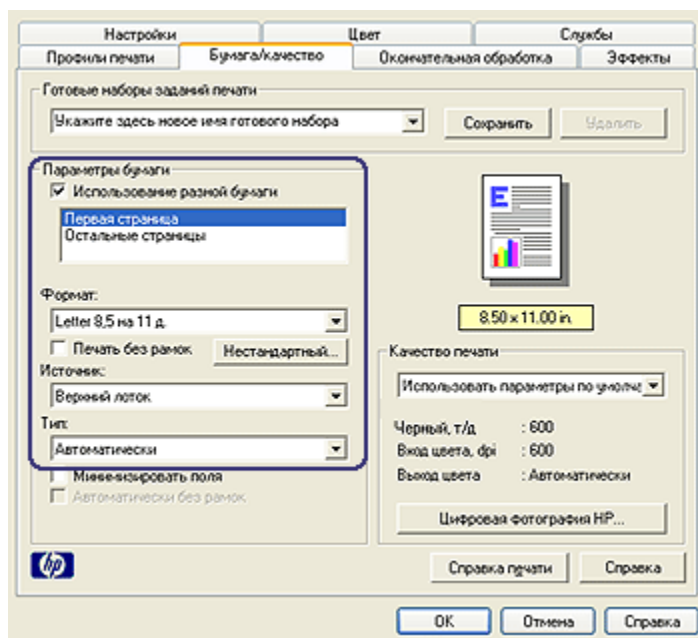 Настройки Цвет Службы
Профили печати Бумага/качество Окончательная обработка Эффекты
Готовые наборы заданий печати
Укажите здесь новое имя готового набора Сохранить Удалить
Параметры бумаги
Использование разной бумаги
Первая страница
Остальные страницы
E
Формат:
Letter 8,5 на 11 д. 8.50 × 11.00 in.
Печать без рамок Нестандартный...
Качество печати
Источник:
Верхний лоток Использовать параметры по умолча
Тип:
Черный, т/д : 600
Автоматически Вход цвета, dpi : 600
Минимизировать поля Выход цвета : Автоматически
Автоматически без рамок
Цифровая фотография HP...
hp Справка печати Справка
OK Отмена Справка